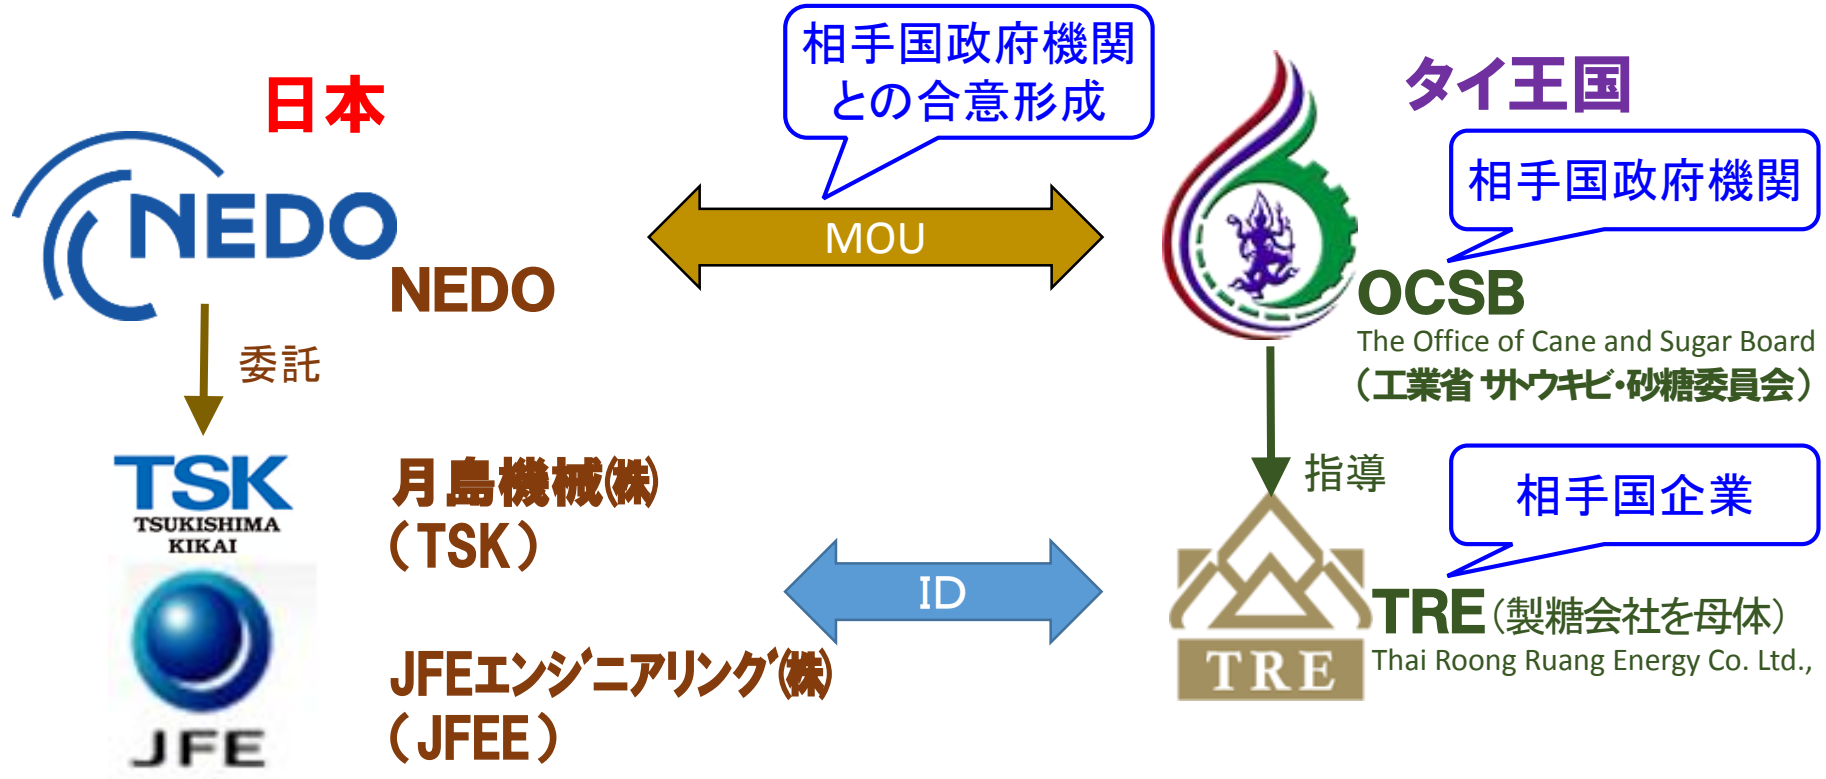 相手国政府機関
との合意形成
日本
タイ王国
NEDO
NEDO
MOU
相手国政府機関
OCSB
The Office of Cane and Sugar Board
（工業省 サトウキビ・砂糖委員会）
委託
指導
TSK
TSUKISHIMA
KIKAI
月島機械㈱
（TSK）
相手国企業
ID
TRE
TRE（製糖会社を母体）
Thai Roong Ruang Energy Co. Ltd.,
JFE
JFEエンジニアリング㈱
（JFEE）